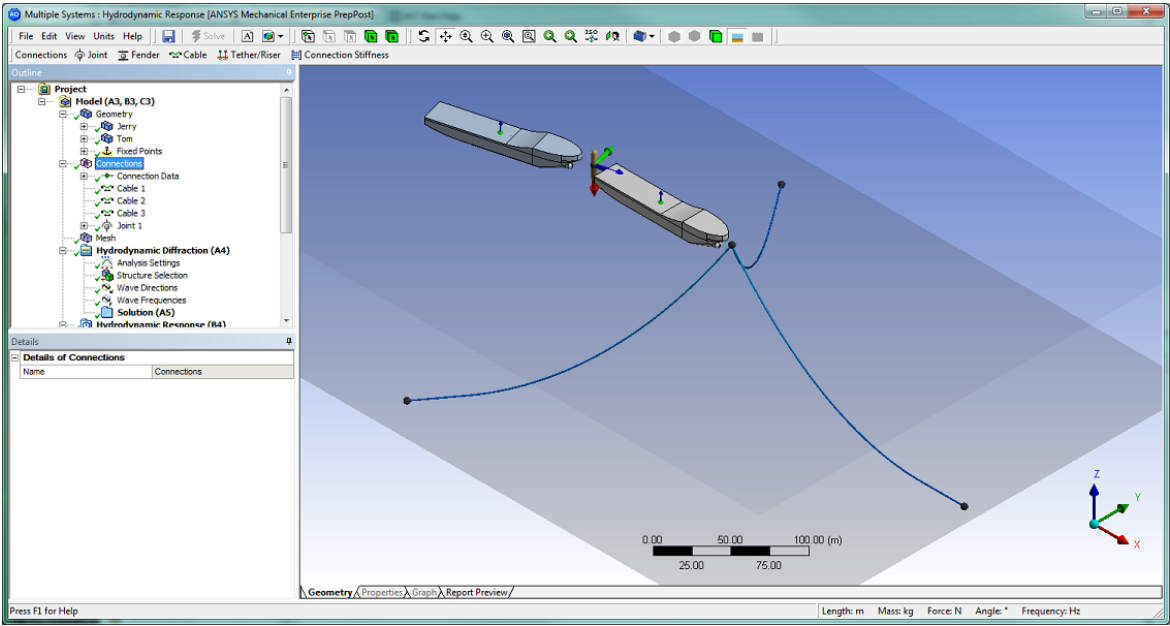 Multiple Systems : Hydrodynamic Response [ANSYS Mechanical Enterprise PrepPost]
File Edit View Units Help Solve A ISO
Connections Joint Fender Cable Tether/Riser Connection Stiffness
Outline
Project
Model (A3, B3, C3)
Geometry
Jerry
Tom
Fixed Points
Connections
Connection Data
Cable 1
Cable 2
Cable 3
Joint 1
Mesh
Hydrodynamic Diffraction (A4)
Analysis Settings
Structure Selection
Wave Directions
Wave Frequencies
Solution (A5)
Hydrodynamic Response (B4)
Details
Details of Connections
Name Connections
Z
Y
X
0.00 50.00 100.00 (m)
25.00 75.00
Geometry Properties Graph Report Preview
Press F1 for Help Length: m Mass: kg Force: N Angle: ° Frequency: Hz